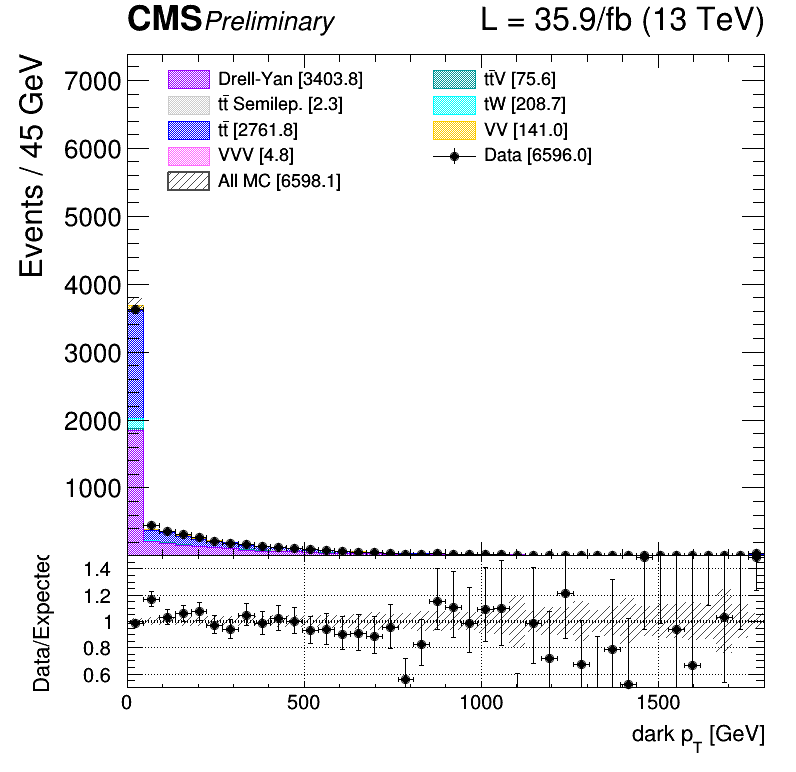 CMS Preliminary L = 35.9/fb (13 TeV)
Events / 45 GeV
7000
6000
5000
4000
3000
2000
1000
Drell-Yan [3403.8]
tt̄ Semilep. [2.3]
tt̄ [2761.8]
VVV [4.8]
All MC [6598.1]
tt̄V [75.6]
tW [208.7]
VV [141.0]
Data [6596.0]
Data/Expected
1.4
1.2
1
0.8
0.6
0 500 1000 1500
dark p_T [GeV]